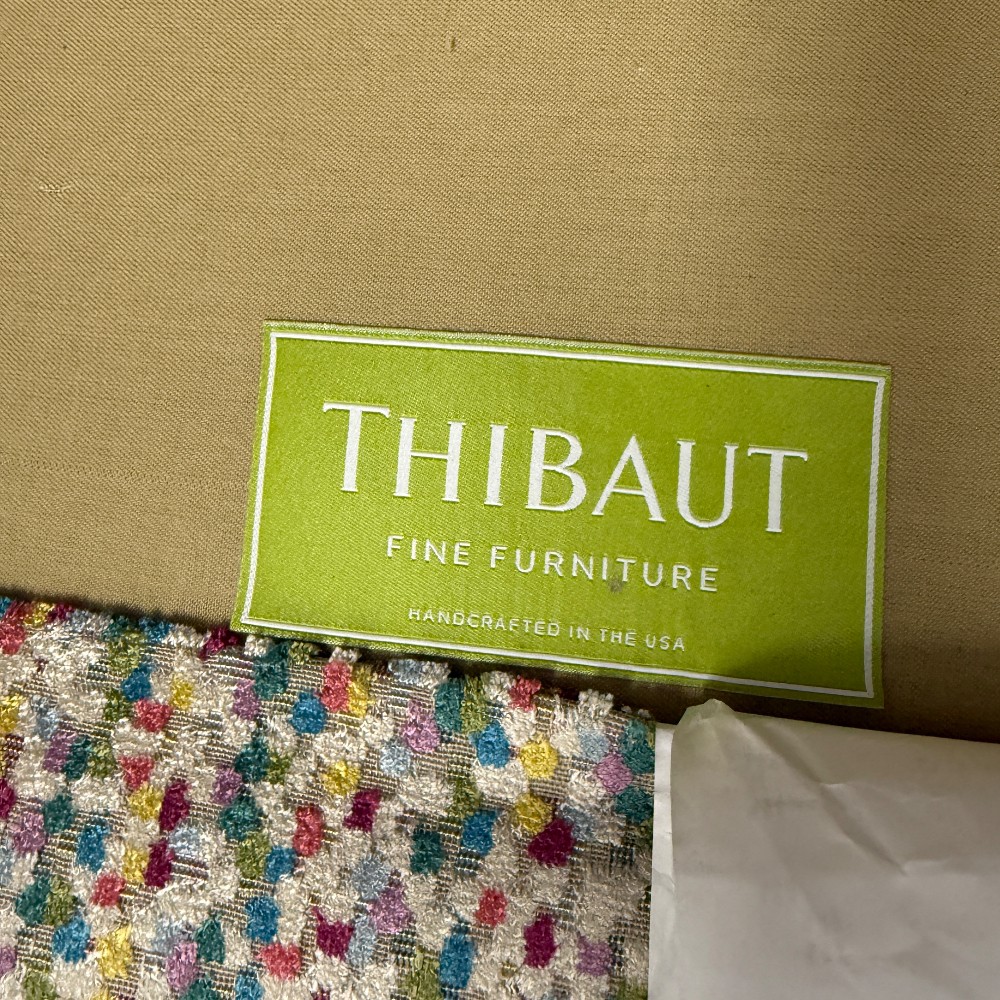 THIBAUT
FINE FURNITURE
HANDCRAFTED IN THE USA